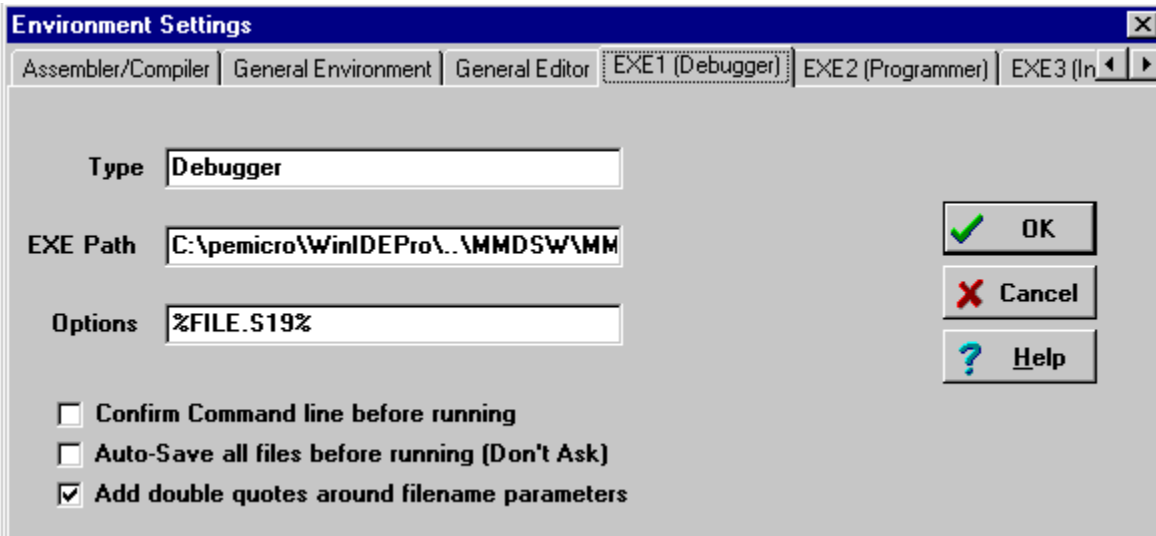 Environment Settings
Assembler/Compiler General Environment General Editor EXE1 (Debugger) EXE2 (Programmer) EXE3 (In
Type Debugger
EXE Path C:\pemicro\WinIDEPro\..\MMDSW\MM
Options %FILE.S19%
OK
Cancel
Help
Confirm Command line before running
Auto-Save all files before running (Don't Ask)
Add double quotes around filename parameters